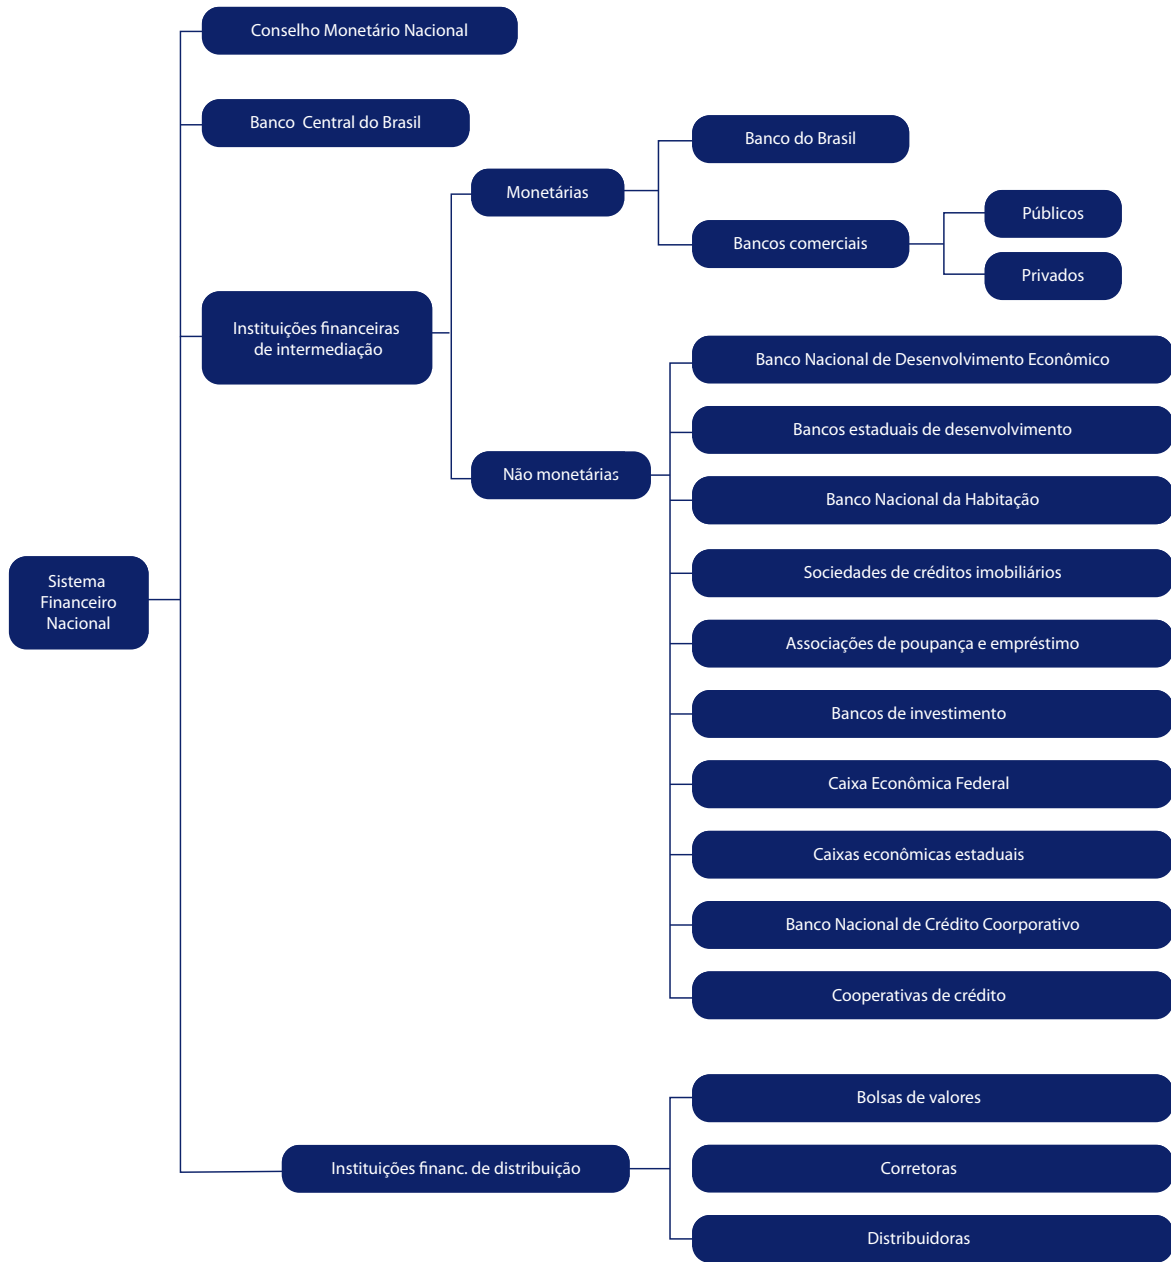 Conselho Monetário Nacional
Banco Central do Brasil
Banco do Brasil
Monetárias
Públicos
Bancos comerciais
Privados
Instituições financeiras
de intermediação
Banco Nacional de Desenvolvimento Econômico
Bancos estaduais de desenvolvimento
Não monetárias
Banco Nacional da Habitação
Sistema
Financeiro
Nacional
Sociedades de créditos imobiliários
Associações de poupança e empréstimo
Bancos de investimento
Caixa Econômica Federal
Caixas econômicas estaduais
Banco Nacional de Crédito Coorporativo
Cooperativas de crédito
Bolsas de valores
Instituições financ. de distribuição
Corretoras
Distribuidoras